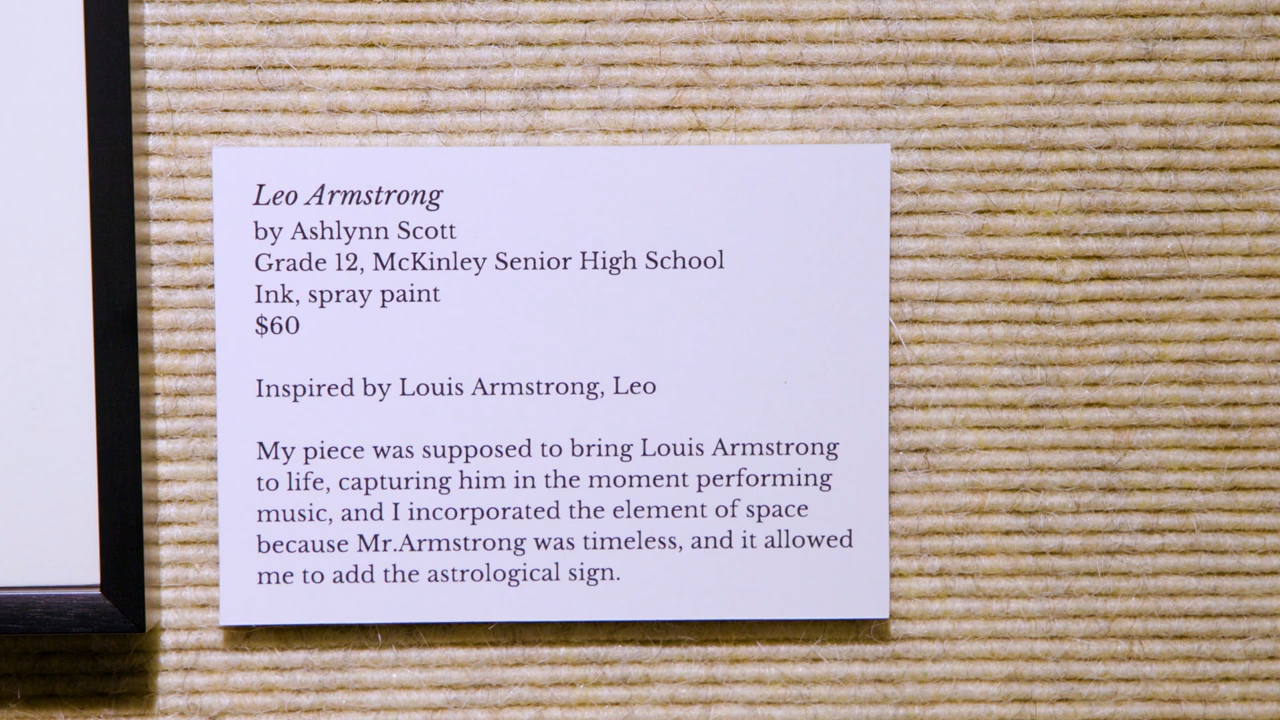 Leo Armstrong
by Ashlynn Scott
Grade 12, McKinley Senior High School
Ink, spray paint
$60
Inspired by Louis Armstrong, Leo
My piece was supposed to bring Louis Armstrong
to life, capturing him in the moment performing
music, and I incorporated the element of space
because Mr.Armstrong was timeless, and it allowed
me to add the astrological sign.